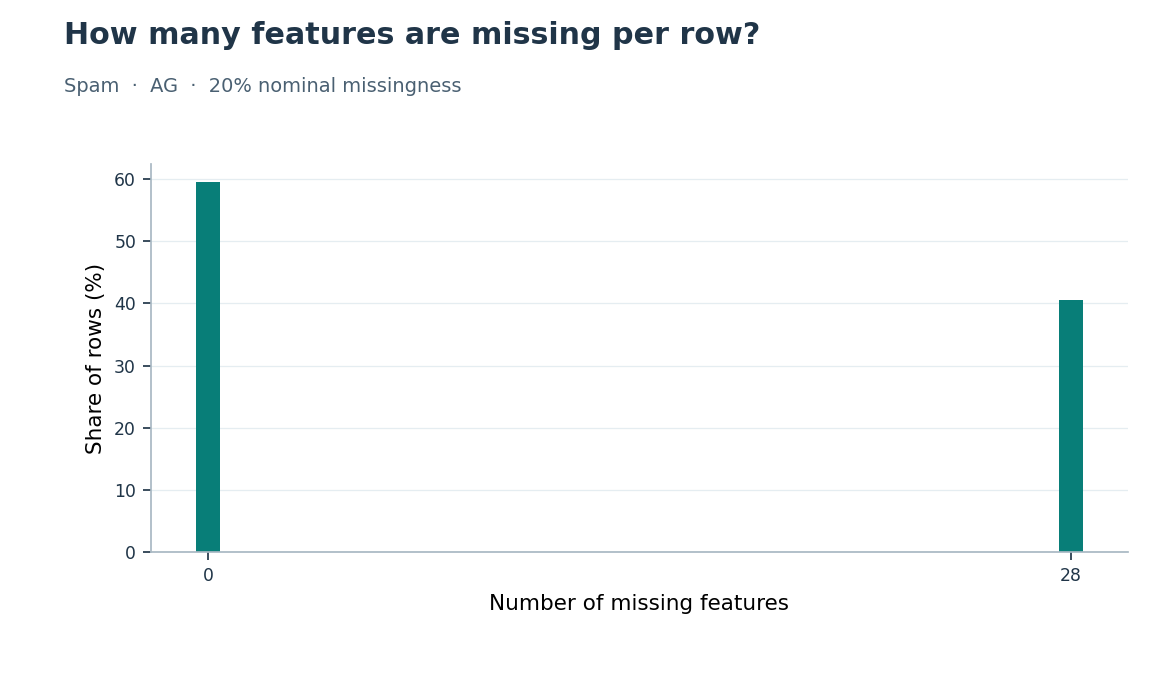 How many features are missing per row?
Spam · AG · 20% nominal missingness
60
50
40
30
20
10
0
Share of rows (%)
0 28
Number of missing features